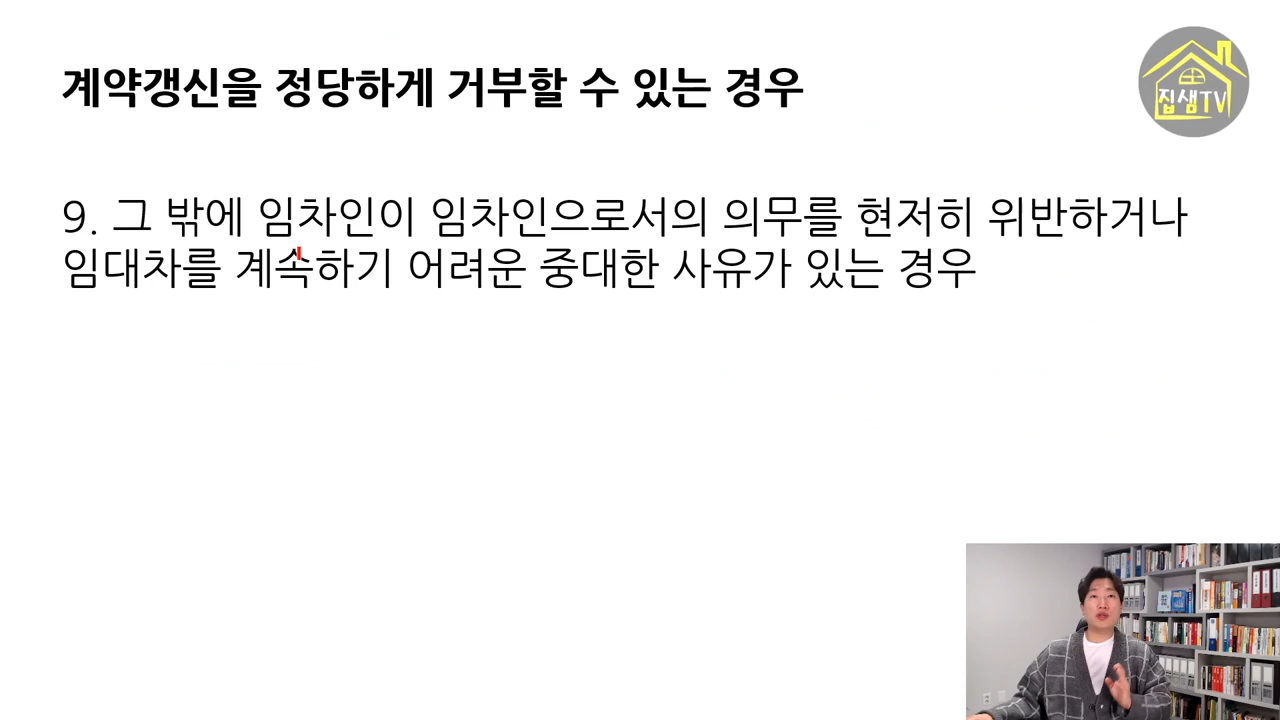 계약갱신을 정당하게 거부할 수 있는 경우
집샘TV
9. 그 밖에 임차인이 임차인으로서의 의무를 현저히 위반하거나
임대차를 계속하기 어려운 중대한 사유가 있는 경우